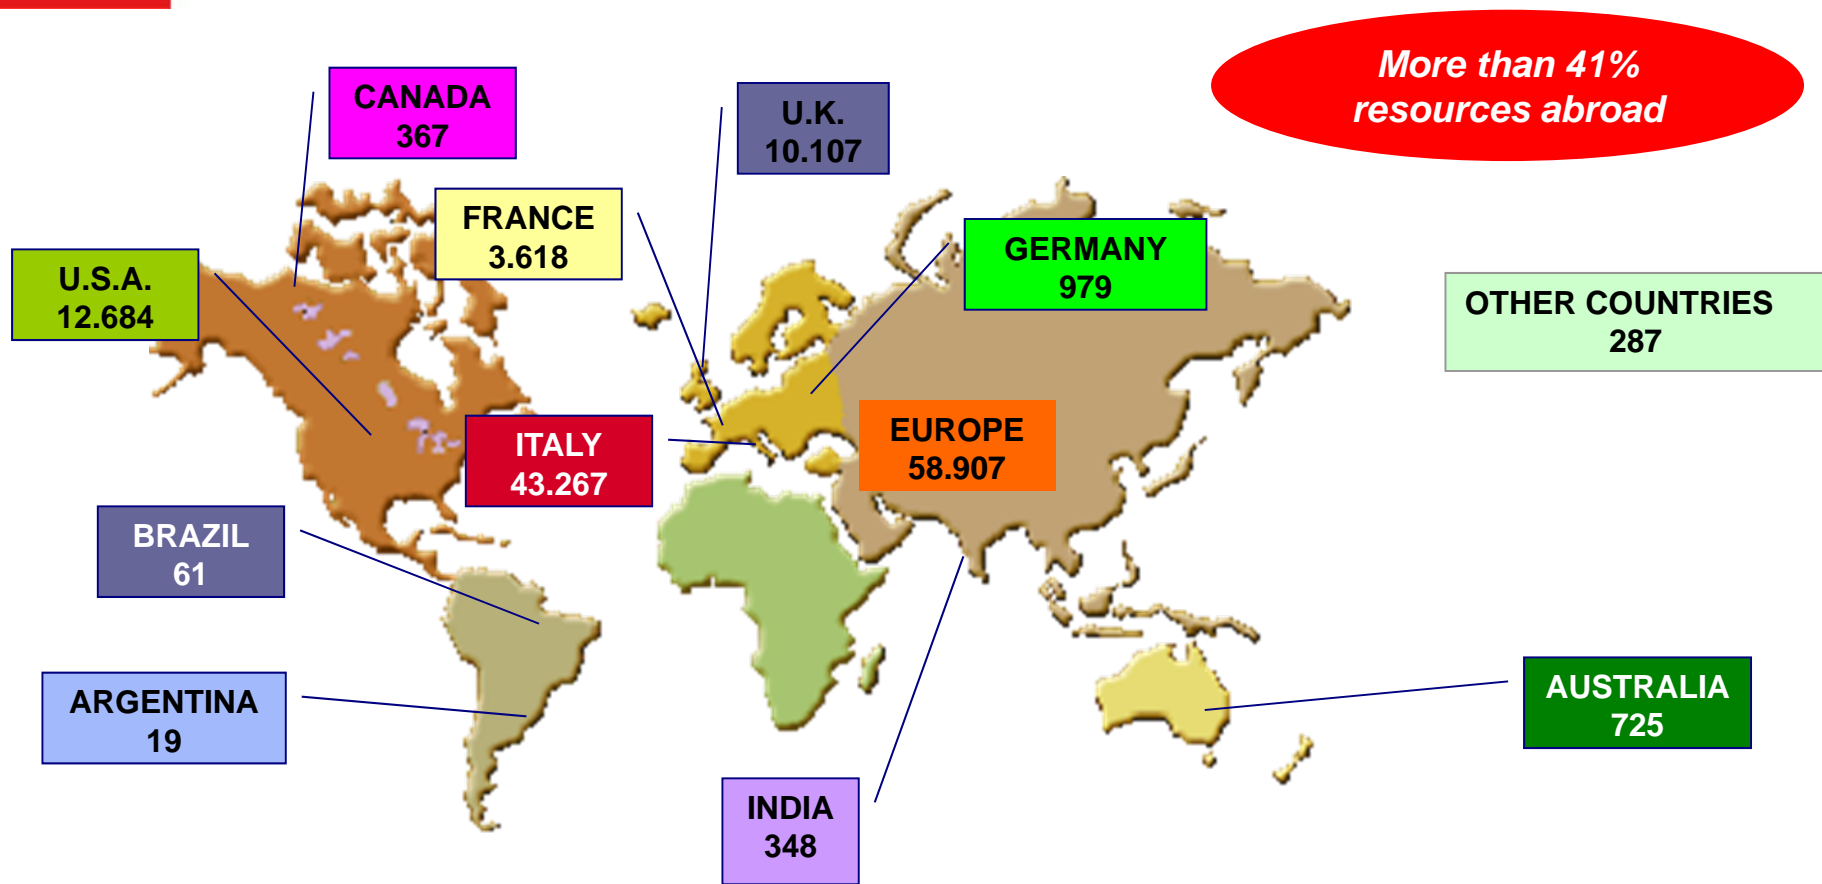 More than 41%
resources abroad
CANADA
367
U.K.
10.107
FRANCE
3.618
GERMANY
979
U.S.A.
12.684
OTHER COUNTRIES
287
ITALY
43.267
EUROPE
58.907
BRAZIL
61
ARGENTINA
19
AUSTRALIA
725
INDIA
348